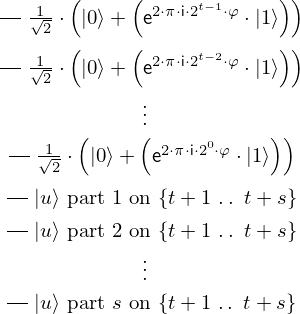 — 1/√2 · (|0⟩ + (e^{2·π·i·2^{t−1}·φ} · |1⟩))
— 1/√2 · (|0⟩ + (e^{2·π·i·2^{t−2}·φ} · |1⟩))
⋮
— 1/√2 · (|0⟩ + (e^{2·π·i·2^0·φ} · |1⟩))
— |u⟩ part 1 on {t + 1 .. t + s}
— |u⟩ part 2 on {t + 1 .. t + s}
⋮
— |u⟩ part s on {t + 1 .. t + s}